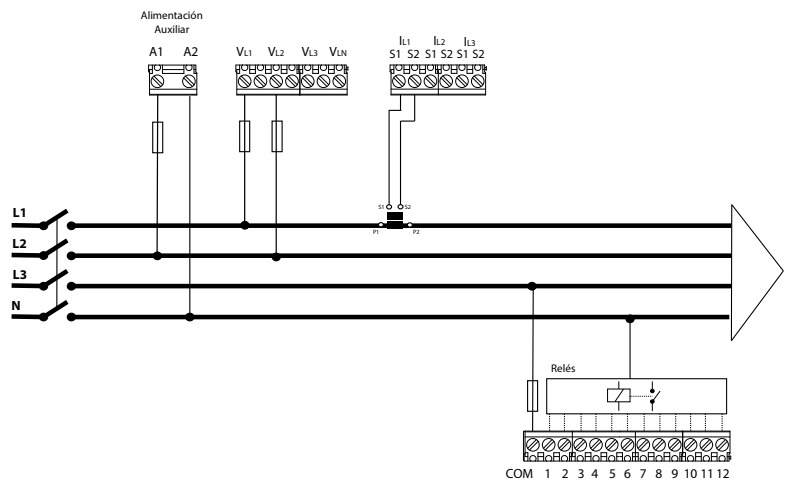 Alimentación
Auxiliar
A1 A2
VL1 VL2 VL3 VLN
IL1 IL2 IL3
S1 S2 S1 S2 S1 S2
S1 S2
P1 P2
L1
L2
L3
N
Relés
COM 1 2 3 4 5 6 7 8 9 10 11 12